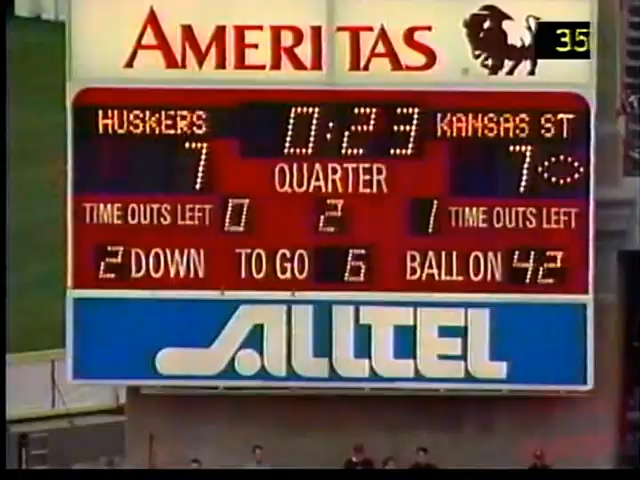 AMERITAS
35
HUSKERS 0:23 KANSAS ST
7 QUARTER 7
TIME OUTS LEFT 0 2 1 TIME OUTS LEFT
2 DOWN TO GO 6 BALL ON 42
ALLTEL